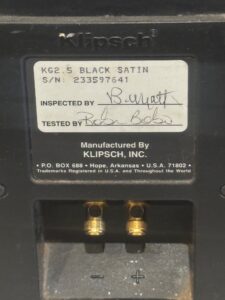 Klipsch®
KG2.5 BLACK SATIN
S/N: 233597641
INSPECTED BY B. Wyatt
TESTED BY
Manufactured By
KLIPSCH, INC.
• P.O. BOX 688 • Hope, Arkansas • U.S.A. 71802 •
Trademarks Registered in U.S.A. and Throughout the World
− +